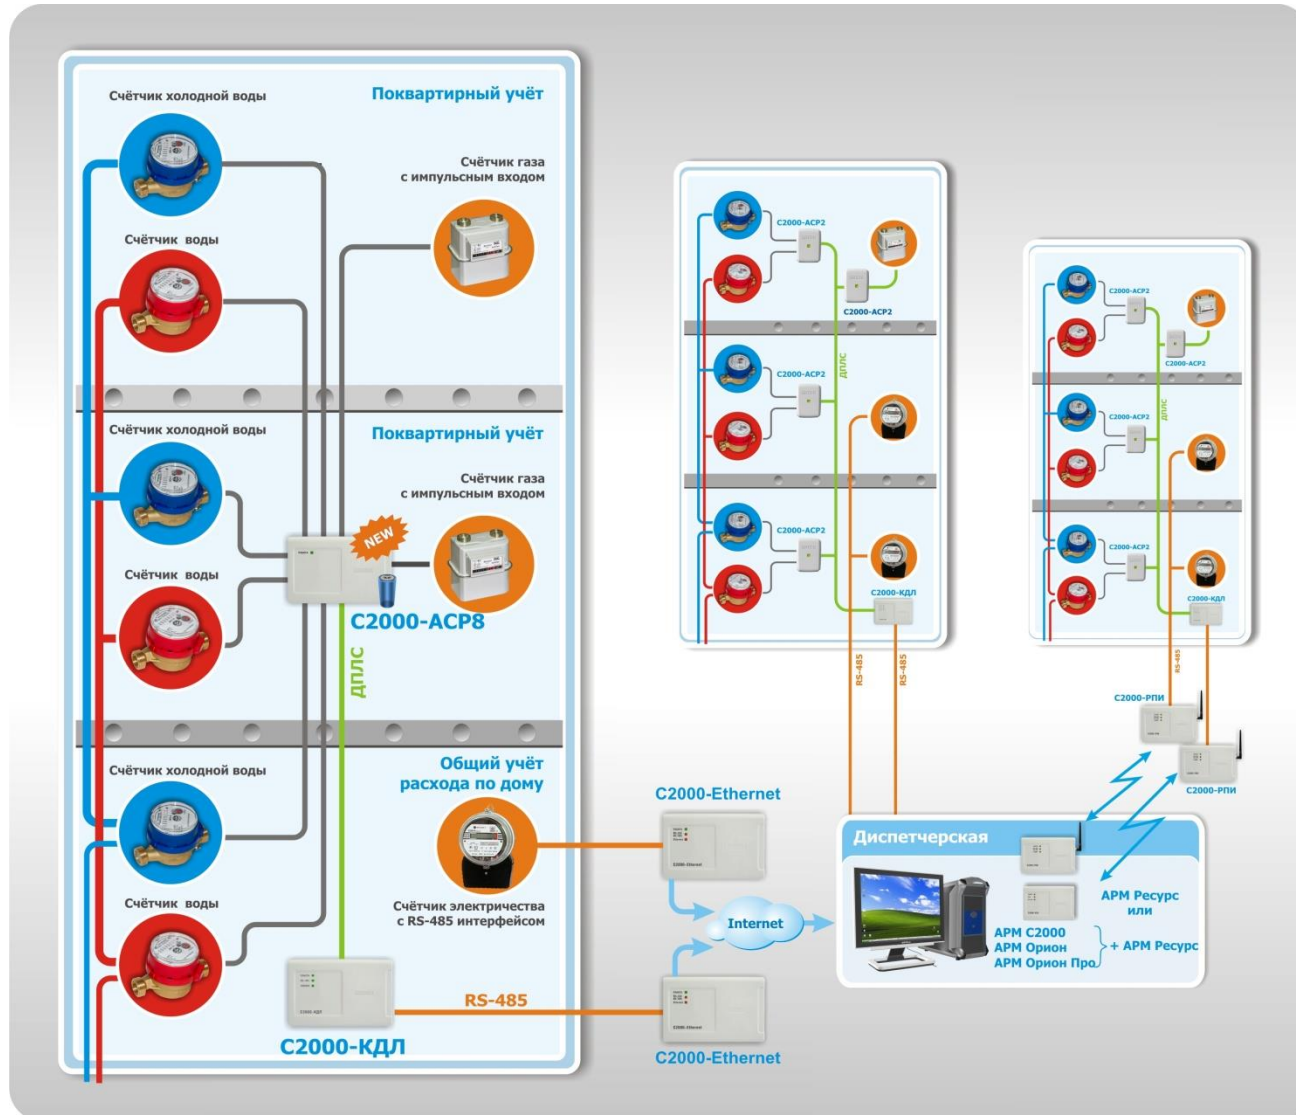 Счётчик холодной воды
Поквартирный учёт
Счётчик газа
с импульсным входом
Счётчик воды
Счётчик холодной воды
Поквартирный учёт
Счётчик газа
с импульсным входом
NEW
Счётчик воды
С2000-АСР8
ДПЛС
Счётчик холодной воды
Общий учёт
расхода по дому
Счётчик воды
Счётчик электричества
с RS-485 интерфейсом
RS-485
С2000-КДЛ
С2000-КДЛ
С2000-Ethernet
С2000-Ethernet
Internet
С2000-АСР2
С2000-АСР2
ДПЛС
С2000-АСР2
С2000-АСР2
С2000-КДЛ
RS-485
RS-485
С2000-АСР2
С2000-АСР2
ДПЛС
С2000-АСР2
С2000-АСР2
С2000-КДЛ
RS-485
С2000-РПИ
С2000-РПИ
Диспетчерская
АРМ Ресурс
или
АРМ С2000
АРМ Орион
АРМ Орион Про
+ АРМ Ресурс